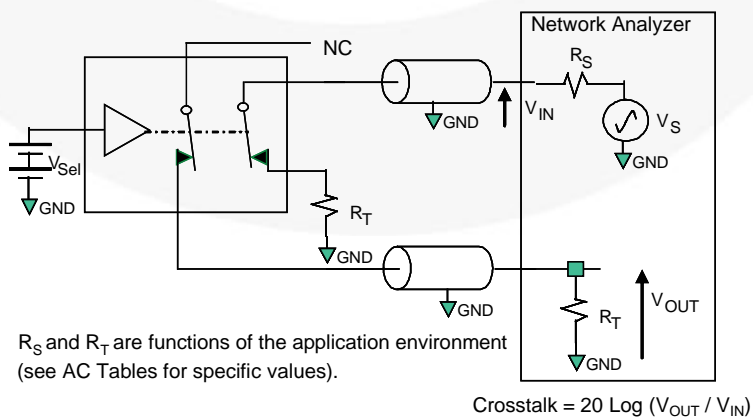 Network Analyzer
NC
RS
VS
VIN
GND
GND
VSel
GND
RT
GND
GND
RT
VOUT
GND
RS and RT are functions of the application environment
(see AC Tables for specific values).
Crosstalk = 20 Log (VOUT / VIN)